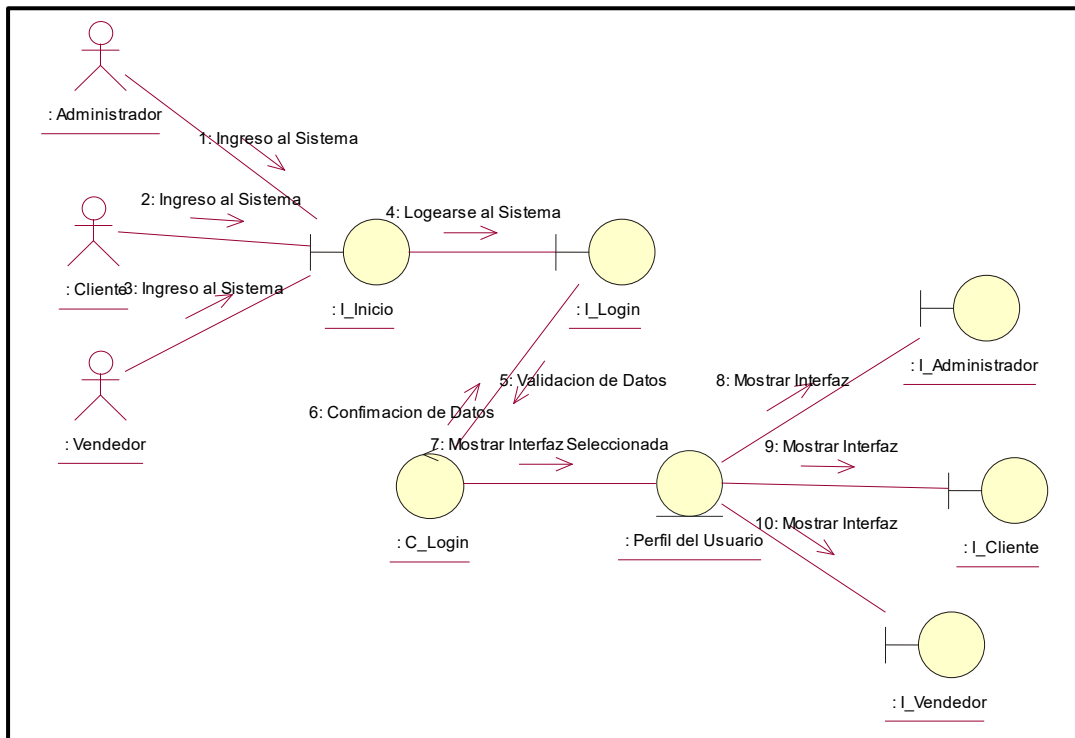 : Administrador
1: Ingreso al Sistema
2: Ingreso al Sistema
4: Logearse al Sistema
: Cliente
3: Ingreso al Sistema
: I_Inicio
: I_Login
: I_Administrador
5: Validacion de Datos
8: Mostrar Interfaz
6: Confimacion de Datos
: Vendedor
7: Mostrar Interfaz Seleccionada
9: Mostrar Interfaz
10: Mostrar Interfaz
: C_Login
: Perfil del Usuario
: I_Cliente
: I_Vendedor